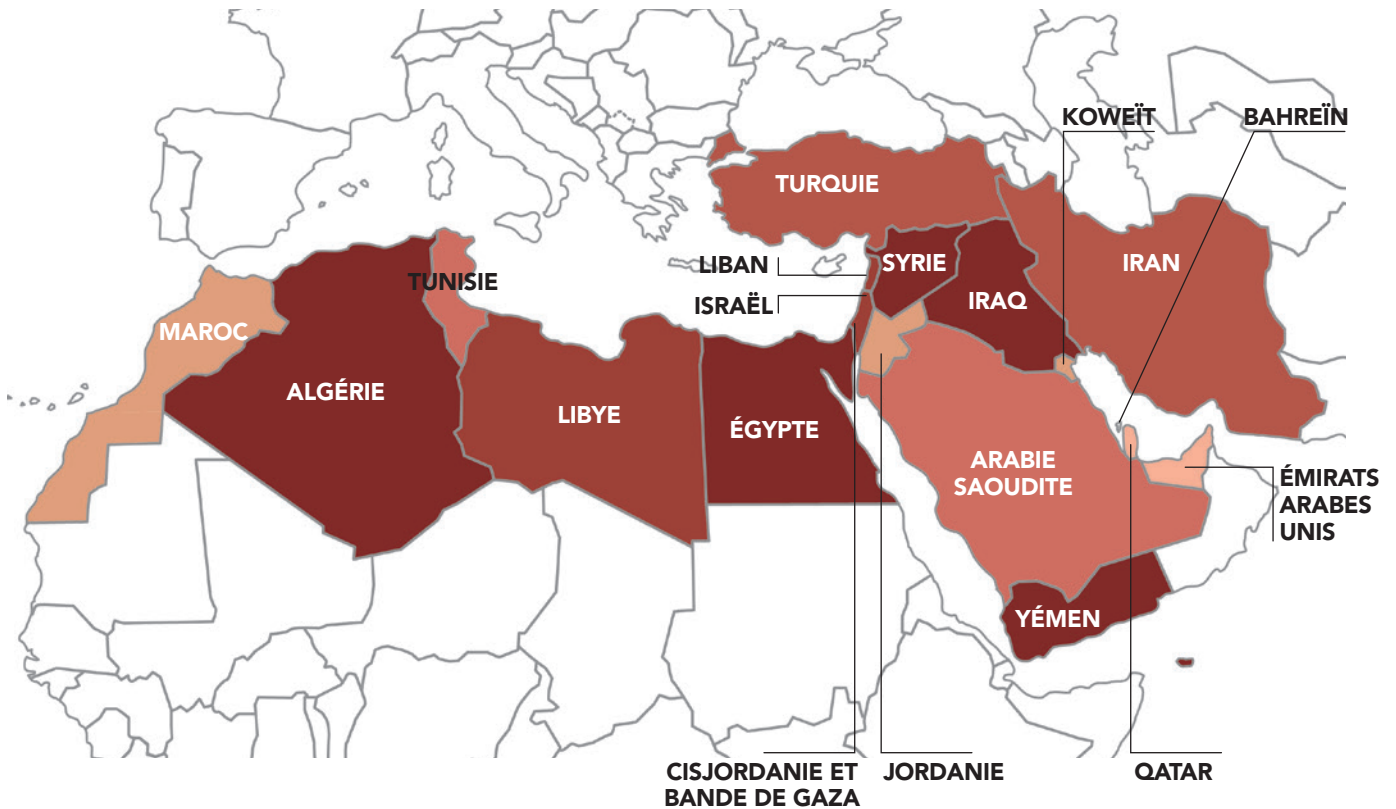 KOWEÏT
BAHREÏN
TURQUIE
LIBAN
SYRIE
IRAN
TUNISIE
ISRAËL
IRAQ
MAROC
ALGÉRIE
LIBYE
ÉGYPTE
ARABIE
SAOUDITE
ÉMIRATS
ARABES
UNIS
YÉMEN
CISJORDANIE ET
BANDE DE GAZA
JORDANIE
QATAR